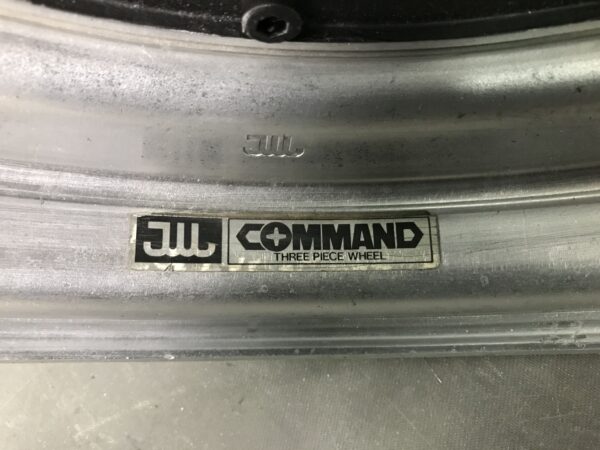 JWL
JWL COMMAND
THREE PIECE WHEEL